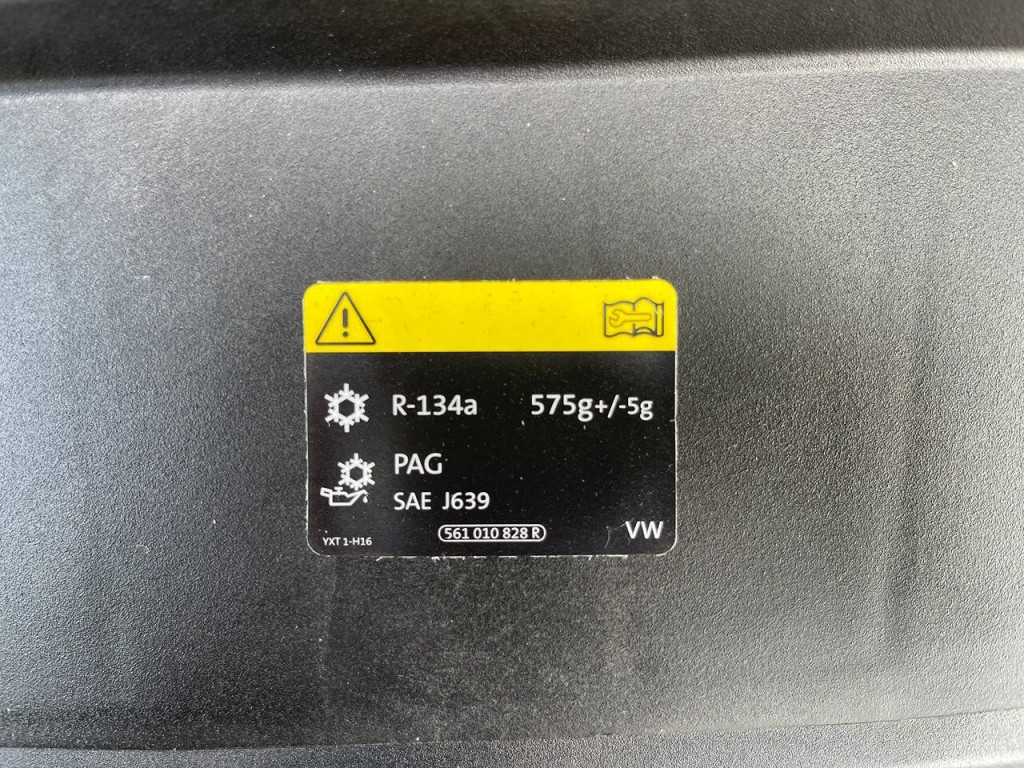 R-134a 575g+/-5g
PAG
SAE J639
561 010 828 R
YXT 1-H16
VW